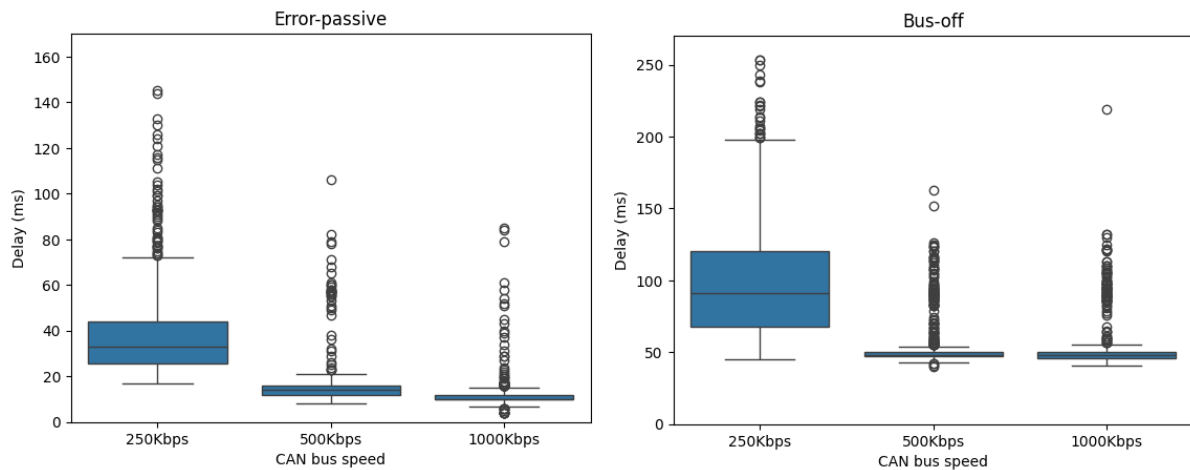 Error-passive
Delay (ms)
160
140
120
100
80
60
40
20
0
250Kbps
500Kbps
1000Kbps
CAN bus speed
Bus-off
Delay (ms)
250
200
150
100
50
0
250Kbps
500Kbps
1000Kbps
CAN bus speed